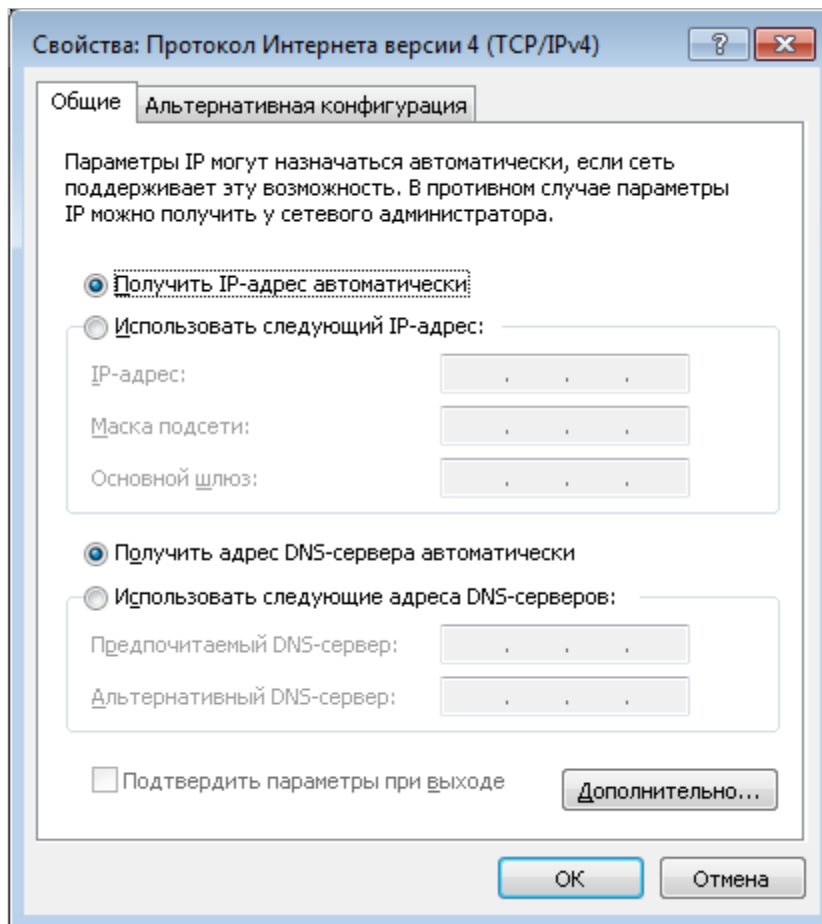 Свойства: Протокол Интернета версии 4 (TCP/IPv4)
Общие
Альтернативная конфигурация
Параметры IP могут назначаться автоматически, если сеть
поддерживает эту возможность. В противном случае параметры
IP можно получить у сетевого администратора.
Получить IP-адрес автоматически
Использовать следующий IP-адрес:
IP-адрес:
Маска подсети:
Основной шлюз:
Получить адрес DNS-сервера автоматически
Использовать следующие адреса DNS-серверов:
Предпочитаемый DNS-сервер:
Альтернативный DNS-сервер:
Подтвердить параметры при выходе
Дополнительно...
ОК
Отмена